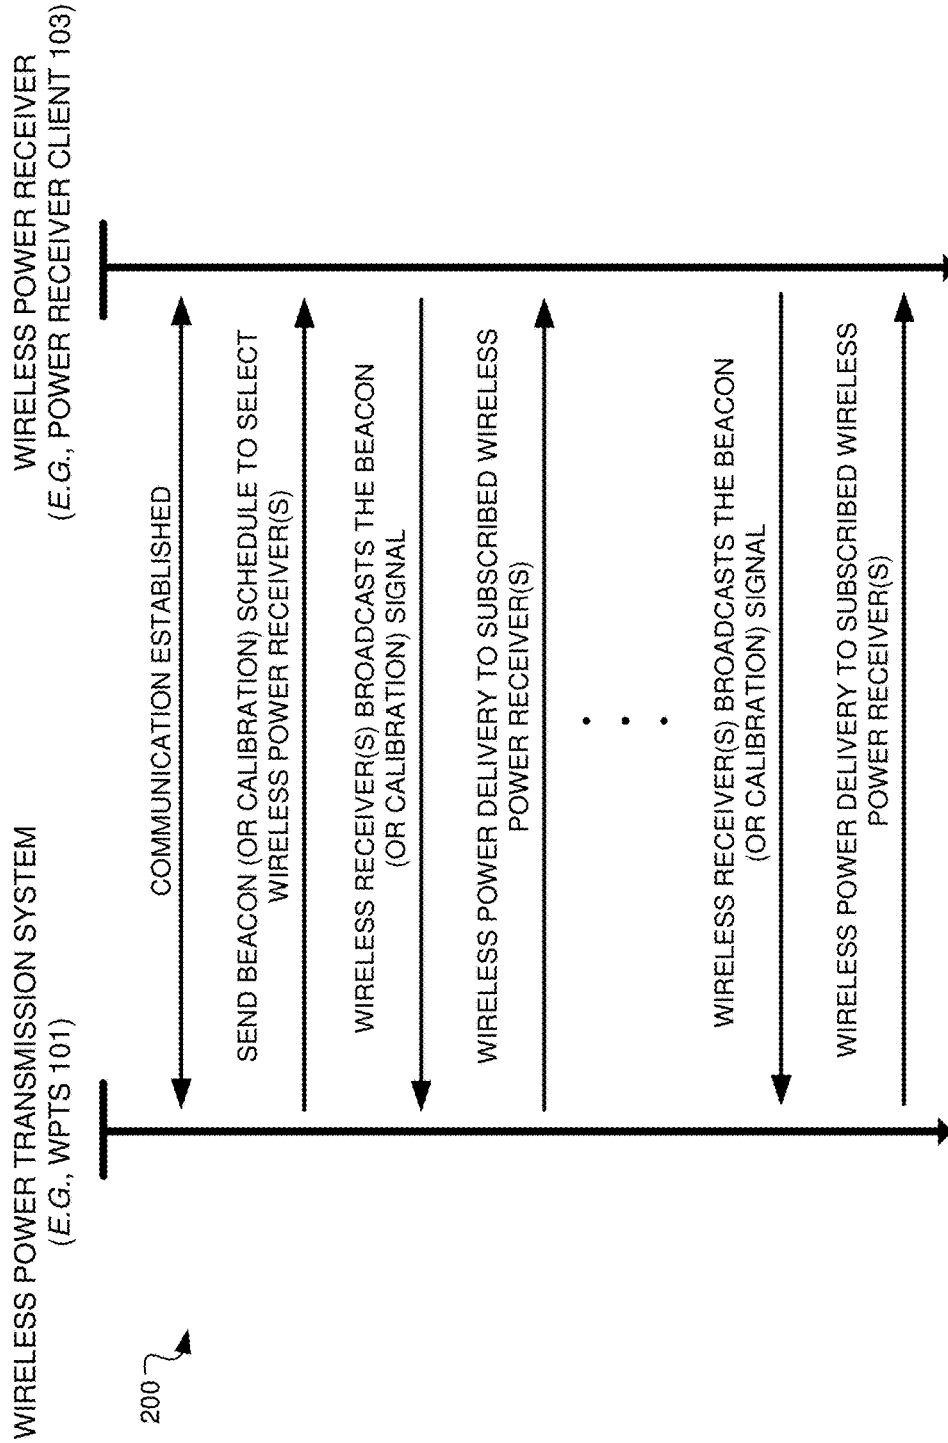 WIRELESS POWER TRANSMISSION SYSTEM
(E.G., WPTS 101)
WIRELESS POWER RECEIVER
(E.G., POWER RECEIVER CLIENT 103)
200
COMMUNICATION ESTABLISHED
SEND BEACON (OR CALIBRATION) SCHEDULE TO SELECT
WIRELESS POWER RECEIVER(S)
WIRELESS RECEIVER(S) BROADCASTS THE BEACON
(OR CALIBRATION) SIGNAL
WIRELESS POWER DELIVERY TO SUBSCRIBED WIRELESS
POWER RECEIVER(S)
. . .
WIRELESS RECEIVER(S) BROADCASTS THE BEACON
(OR CALIBRATION) SIGNAL
WIRELESS POWER DELIVERY TO SUBSCRIBED WIRELESS
POWER RECEIVER(S)